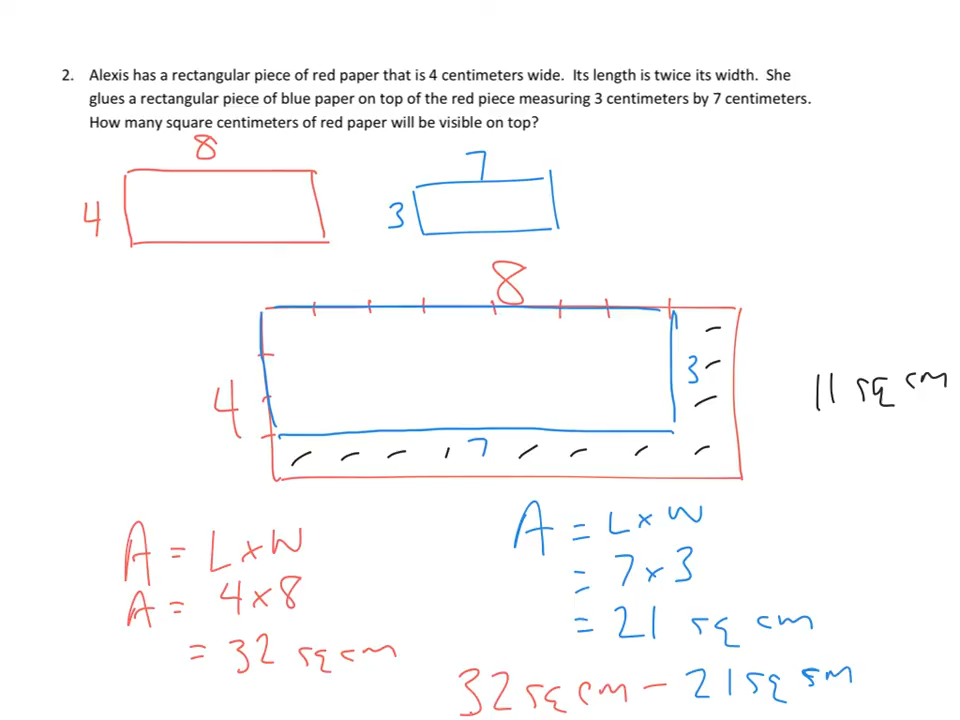 2. Alexis has a rectangular piece of red paper that is 4 centimeters wide. Its length is twice its width. She
glues a rectangular piece of blue paper on top of the red piece measuring 3 centimeters by 7 centimeters.
How many square centimeters of red paper will be visible on top?
8
4
7
3
8
4
3
7
11 sq cm
A = L x W
A = 4 x 8
= 32 sq cm
A = L x W
= 7 x 3
= 21 sq cm
32 sq cm - 21 sq sm